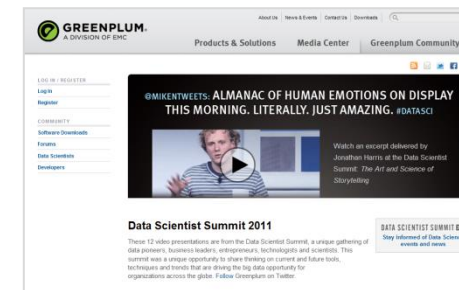 About Us News & Events Contact Us Downloads
GREENPLUM.
A DIVISION OF EMC
Products & Solutions Media Center Greenplum Community
LOG IN / REGISTER
Log In
Register
COMMUNITY
Software Downloads
Forums
Data Scientists
Developers
@MIKENTWEETS: ALMANAC OF HUMAN EMOTIONS ON DISPLAY
THIS MORNING. LITERALLY. JUST AMAZING. #DATASCI
Watch an excerpt delivered by
Jonathan Harris at the Data Scientist
Summit: The Art and Science of
Storytelling
Data Scientist Summit 2011
These 12 video presentations are from the Data Scientist Summit, a unique gathering of
data pioneers, business leaders, entrepreneurs, technologists and scientists. This
summit was a unique opportunity to share thinking on current and future tools,
techniques and trends that are driving the big data opportunity for
organizations across the globe. Follow Greenplum on Twitter.
DATA SCIENTIST SUMMIT
Stay informed of Data Scienc
events and news